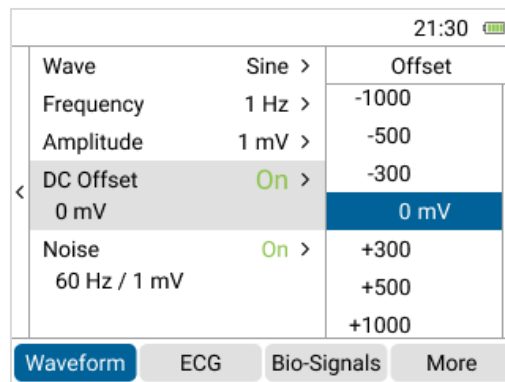 21:30
Wave Sine >
Frequency 1 Hz >
Amplitude 1 mV >
DC Offset On >
0 mV
Noise On >
60 Hz / 1 mV
<
Offset
-1000
-500
-300
0 mV
+300
+500
+1000
Waveform ECG Bio-Signals More